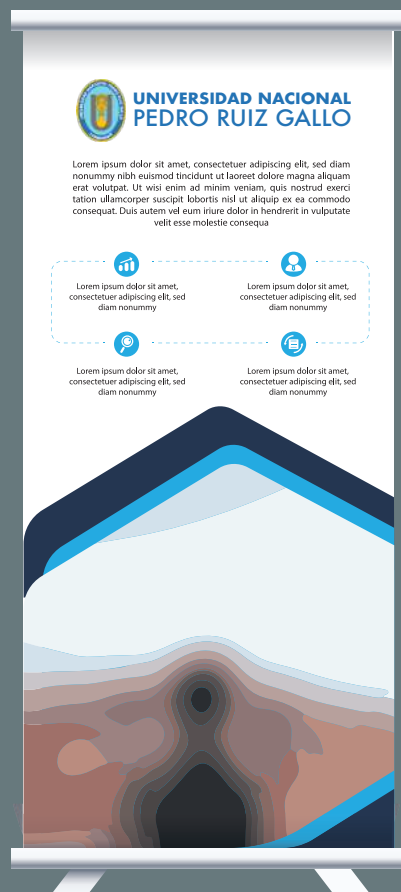 UNIVERSIDAD NACIONAL
PEDRO RUIZ GALLO
Lorem ipsum dolor sit amet, consectetuer adipiscing elit, sed diam
nonummy nibh euismod tincidunt ut laoreet dolore magna aliquam
erat volutpat. Ut wisi enim ad minim veniam, quis nostrud exerci
tation ullamcorper suscipit lobortis nisl ut aliquip ex ea commodo
consequat. Duis autem vel eum iriure dolor in hendrerit in vulputate
velit esse molestie consequa
Lorem ipsum dolor sit amet,
consectetuer adipiscing elit, sed
diam nonummy
Lorem ipsum dolor sit amet,
consectetuer adipiscing elit, sed
diam nonummy
Lorem ipsum dolor sit amet,
consectetuer adipiscing elit, sed
diam nonummy
Lorem ipsum dolor sit amet,
consectetuer adipiscing elit, sed
diam nonummy